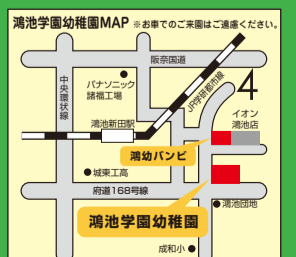 鴻池学園幼稚園MAP ※お車でのご来園はご遠慮ください。
阪奈国道
中央環状線
パナソニック
諸福工場
JR学研都市線
4
イオン
鴻池店
鴻池新田駅
鴻幼バンビ
城東工高
府道168号線
鴻池学園幼稚園
鴻池団地
成和小